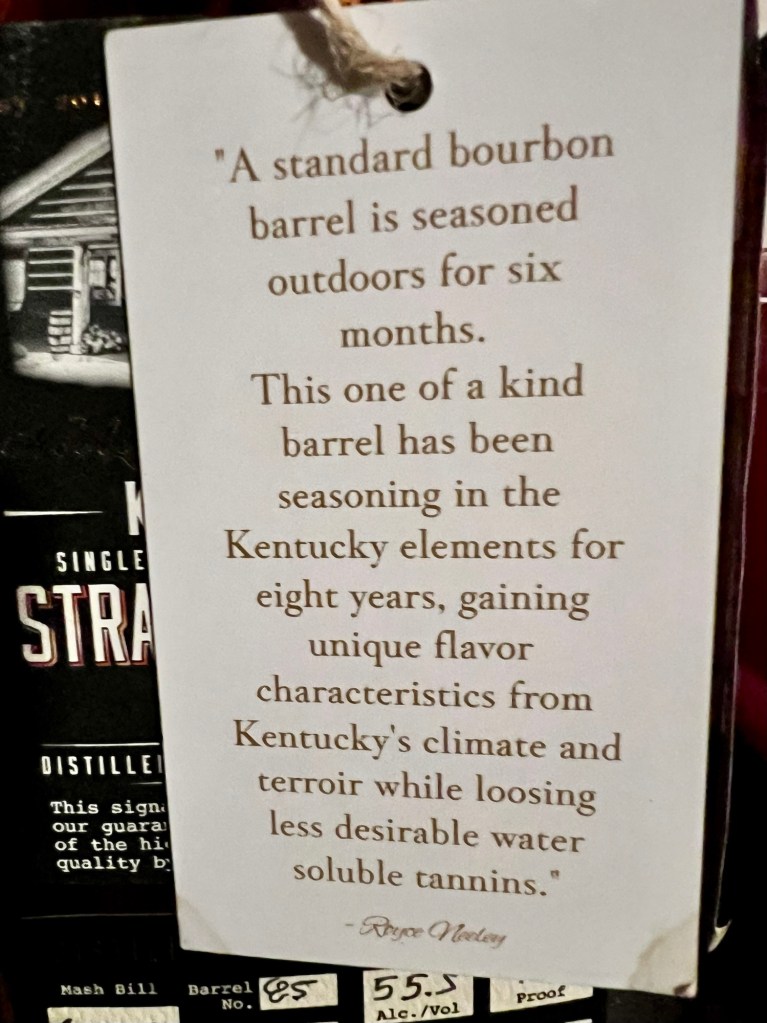 "A standard bourbon
barrel is seasoned
outdoors for six
months.
This one of a kind
barrel has been
seasoning in the
Kentucky elements for
eight years, gaining
unique flavor
characteristics from
Kentucky's climate and
terroir while loosing
less desirable water
soluble tannins."
- Royce Neeley
K
SINGLE
STRA
DISTILLE
This sign
our guara
of the hi
quality b
Mash Bill
Barrel No. 85
55.5 Alc./Vol
Proof